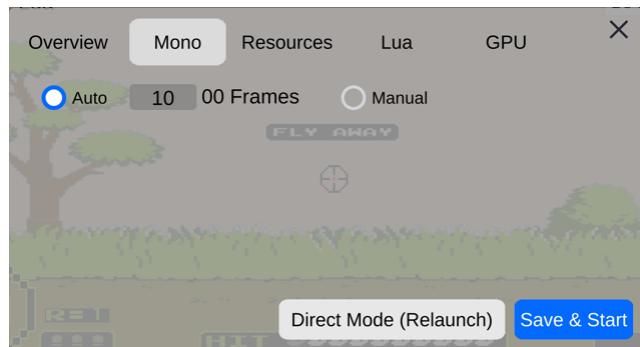 Overview Mono Resources Lua GPU
Auto 10 00 Frames Manual
FLY AWAY
R=1
Direct Mode (Relaunch) Save & Start
HIT